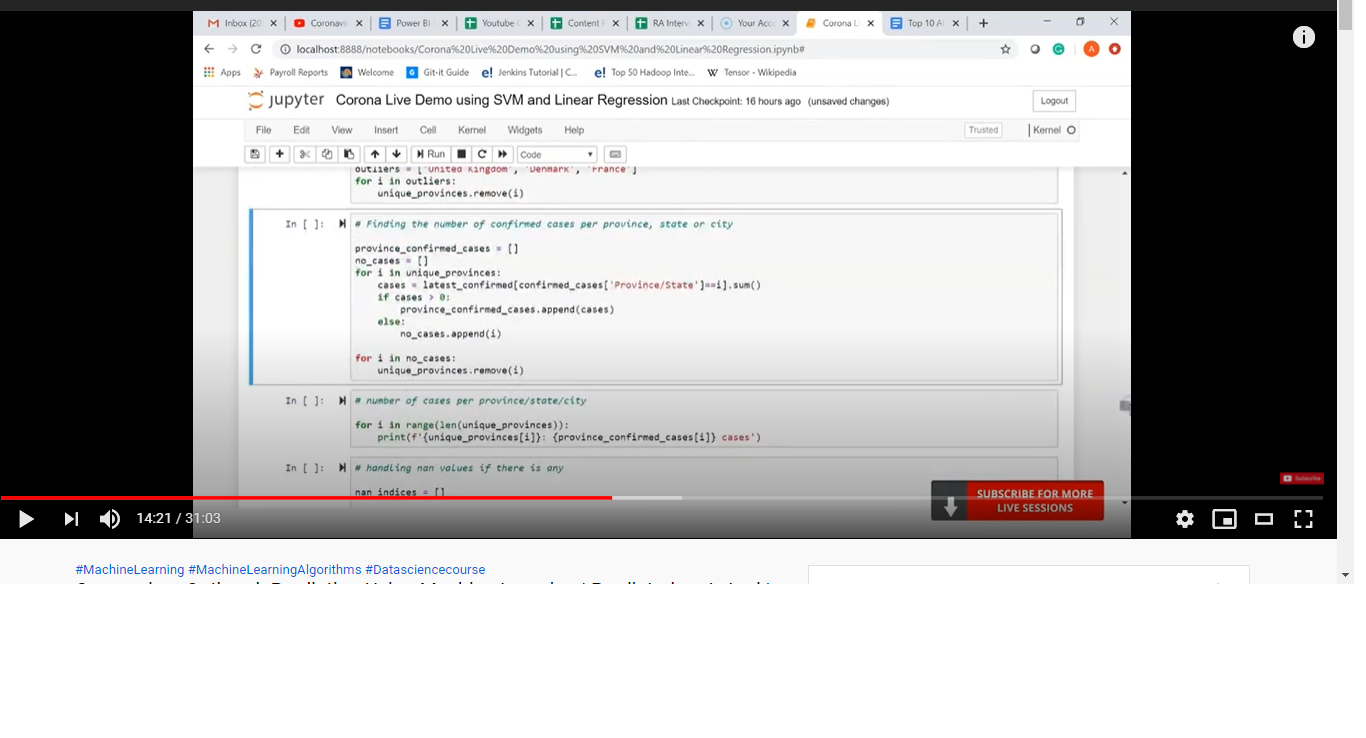 Inbox (20
Coronavi
Power BI
Youtube
Content
RA Interv
Your Acco
Corona Li
Top 10 A
localhost:8888/notebooks/Corona%20Live%20Demo%20using%20SVM%20and%20Linear%20Regression.ipynb#
Apps
Payroll Reports
Welcome
Git-it Guide
Jenkins Tutorial | C...
Top 50 Hadoop Inte...
Tensor - Wikipedia
jupyter Corona Live Demo using SVM and Linear Regression Last Checkpoint: 16 hours ago (unsaved changes)
Logout
File Edit View Insert Cell Kernel Widgets Help
Trusted
Kernel
Run
Code
outliers = ['United Kingdom', 'Denmark', 'France']
for i in outliers:
unique_provinces.remove(i)
In [ ]:
# Finding the number of confirmed cases per province, state or city
province_confirmed_cases = []
no_cases = []
for i in unique_provinces:
cases = latest_confirmed[confirmed_cases['Province/State']==i].sum()
if cases > 0:
province_confirmed_cases.append(cases)
else:
no_cases.append(i)
for i in no_cases:
unique_provinces.remove(i)
In [ ]:
# number of cases per province/state/city
for i in range(len(unique_provinces)):
print(f'{unique_provinces[i]}: {province_confirmed_cases[i]} cases')
In [ ]:
# handling nan values if there is any
nan_indices = []
Subscribe
SUBSCRIBE FOR MORE
LIVE SESSIONS
14:21 / 31:03
#MachineLearning #MachineLearningAlgorithms #Datasciencecourse